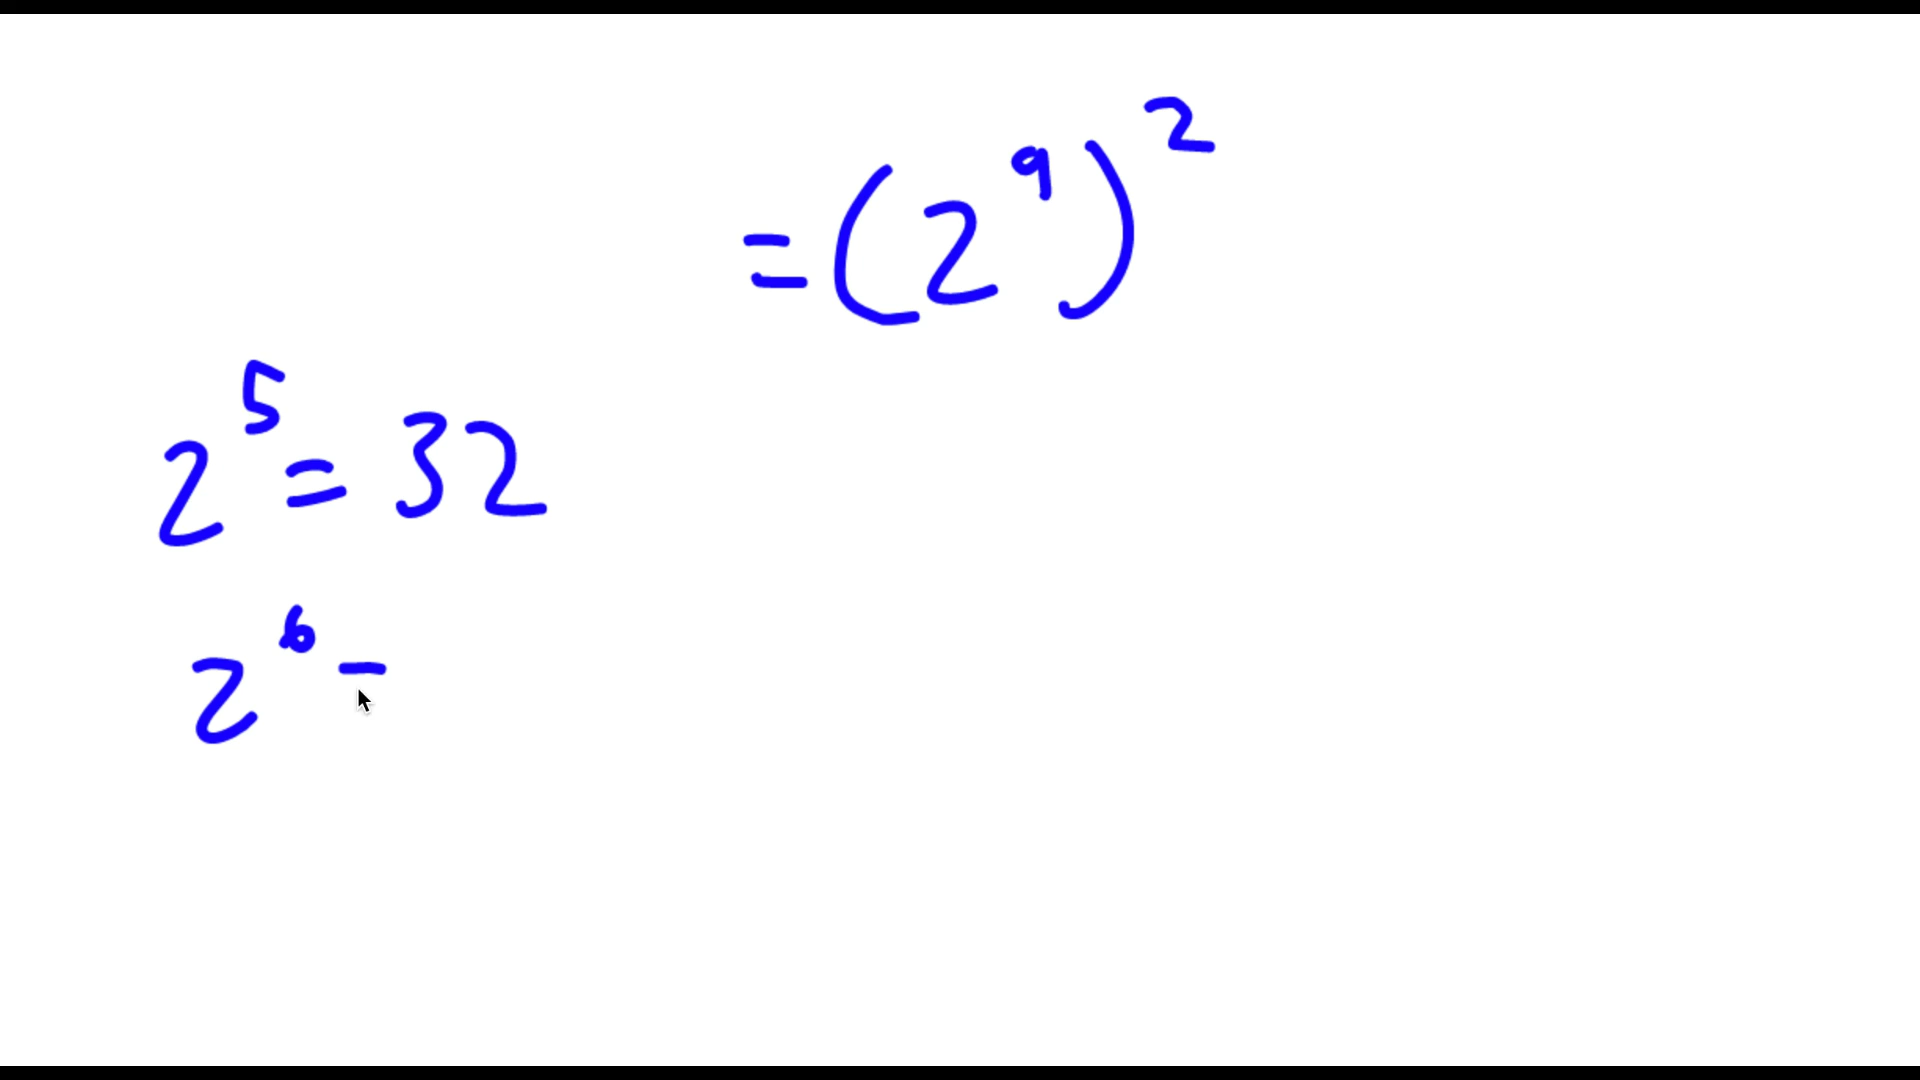 = (2⁹)²
2⁵ = 32
2⁶ -